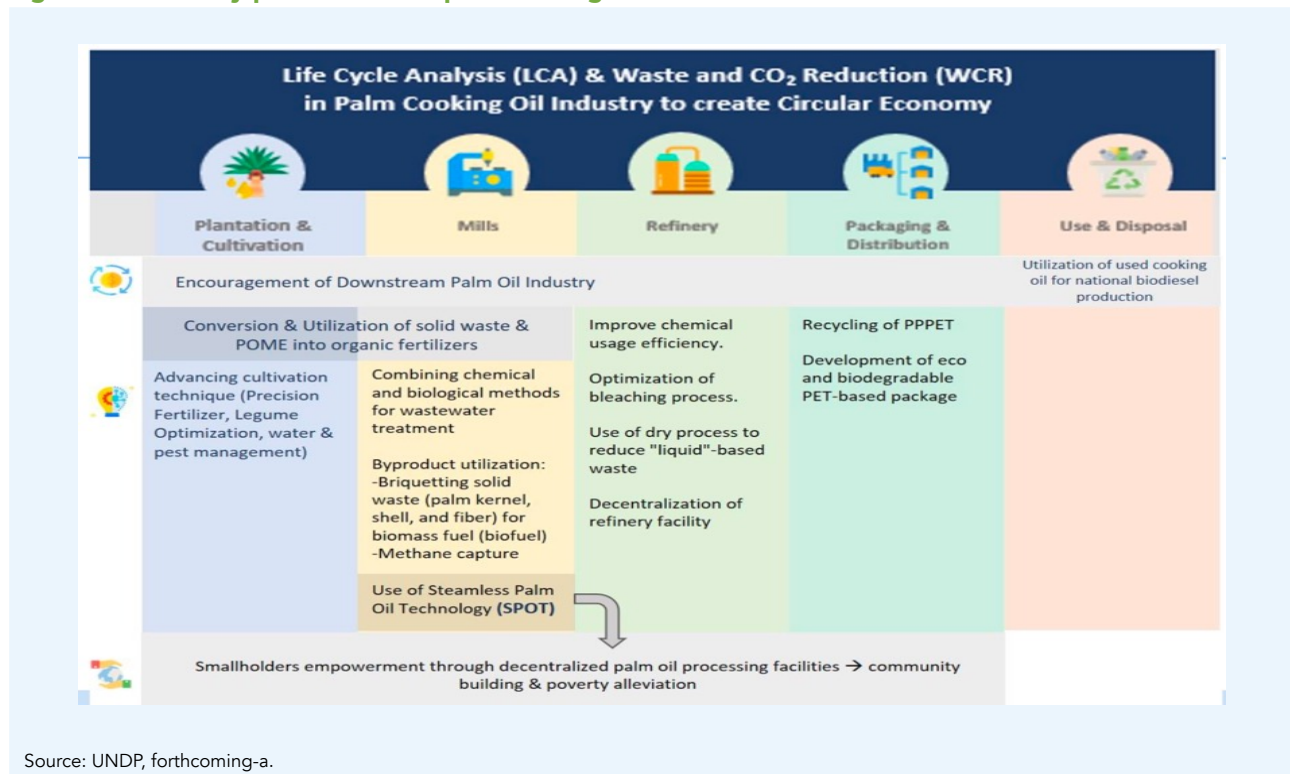 Life Cycle Analysis (LCA) & Waste and CO₂ Reduction (WCR)
in Palm Cooking Oil Industry to create Circular Economy
Plantation &
Cultivation
Mills
Refinery
Packaging &
Distribution
Use & Disposal
Encouragement of Downstream Palm Oil Industry
Utilization of used cooking
oil for national biodiesel
production
Conversion & Utilization of solid waste &
POME into organic fertilizers
Advancing cultivation
technique (Precision
Fertilizer, Legume
Optimization, water &
pest management)
Combining chemical
and biological methods
for wastewater
treatment
Byproduct utilization:
-Briquetting solid
waste (palm kernel,
shell, and fiber) for
biomass fuel (biofuel)
-Methane capture
Use of Steamless Palm
Oil Technology (SPOT)
Improve chemical
usage efficiency.
Optimization of
bleaching process.
Use of dry process to
reduce "liquid"-based
waste
Decentralization of
refinery facility
Recycling of PPPET
Development of eco
and biodegradable
PET-based package
Smallholders empowerment through decentralized palm oil processing facilities → community
building & poverty alleviation
Source: UNDP, forthcoming-a.